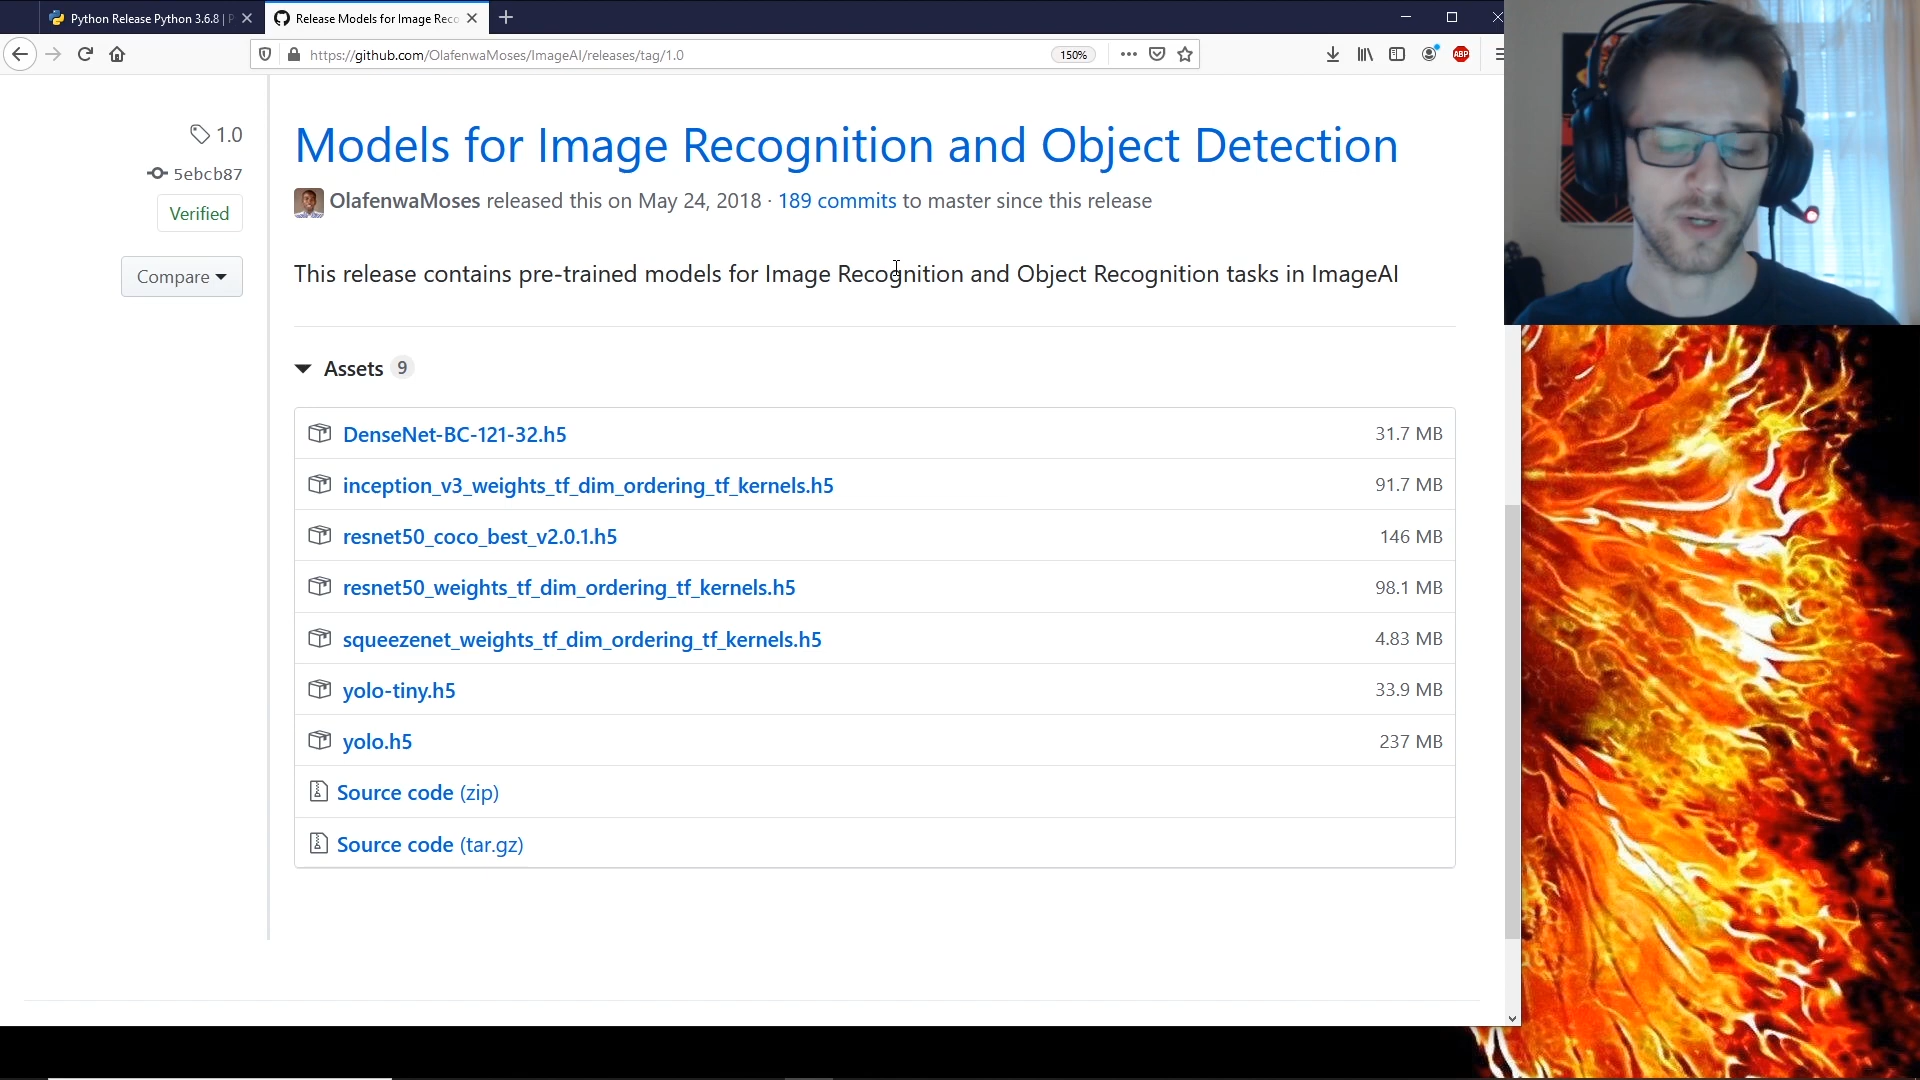 Python Release Python 3.6.8 | P
Release Models for Image Reco
https://github.com/OlafenwaMoses/ImageAI/releases/tag/1.0
150%
ABP
1.0
5ebcb87
Verified
Compare
Models for Image Recognition and Object Detection
OlafenwaMoses released this on May 24, 2018 · 189 commits to master since this release
This release contains pre-trained models for Image Recognition and Object Recognition tasks in ImageAI
Assets 9
DenseNet-BC-121-32.h5 31.7 MB
inception_v3_weights_tf_dim_ordering_tf_kernels.h5 91.7 MB
resnet50_coco_best_v2.0.1.h5 146 MB
resnet50_weights_tf_dim_ordering_tf_kernels.h5 98.1 MB
squeezenet_weights_tf_dim_ordering_tf_kernels.h5 4.83 MB
yolo-tiny.h5 33.9 MB
yolo.h5 237 MB
Source code (zip)
Source code (tar.gz)